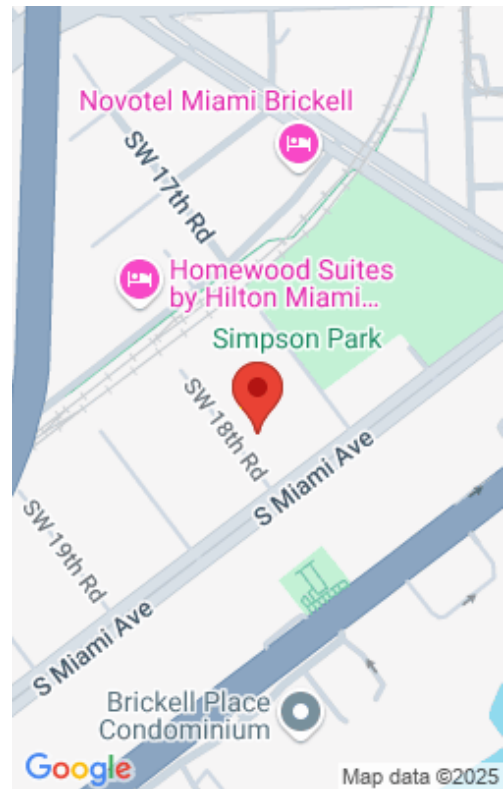 Novotel Miami Brickell
SW 17th Rd
Homewood Suites
by Hilton Miami...
Simpson Park
SW 18th Rd
S Miami Ave
SW 19th Rd
S Miami Ave
Brickell Place
Condominium
Google
Map data ©2025